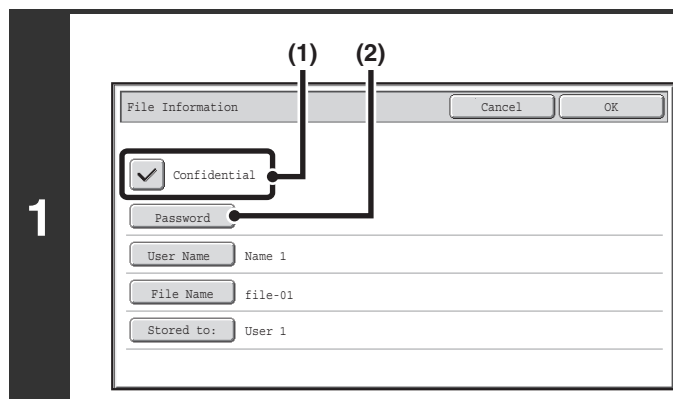 1
(1) (2)
File Information Cancel OK
Confidential
Password
User Name Name 1
File Name file-01
Stored to: User 1